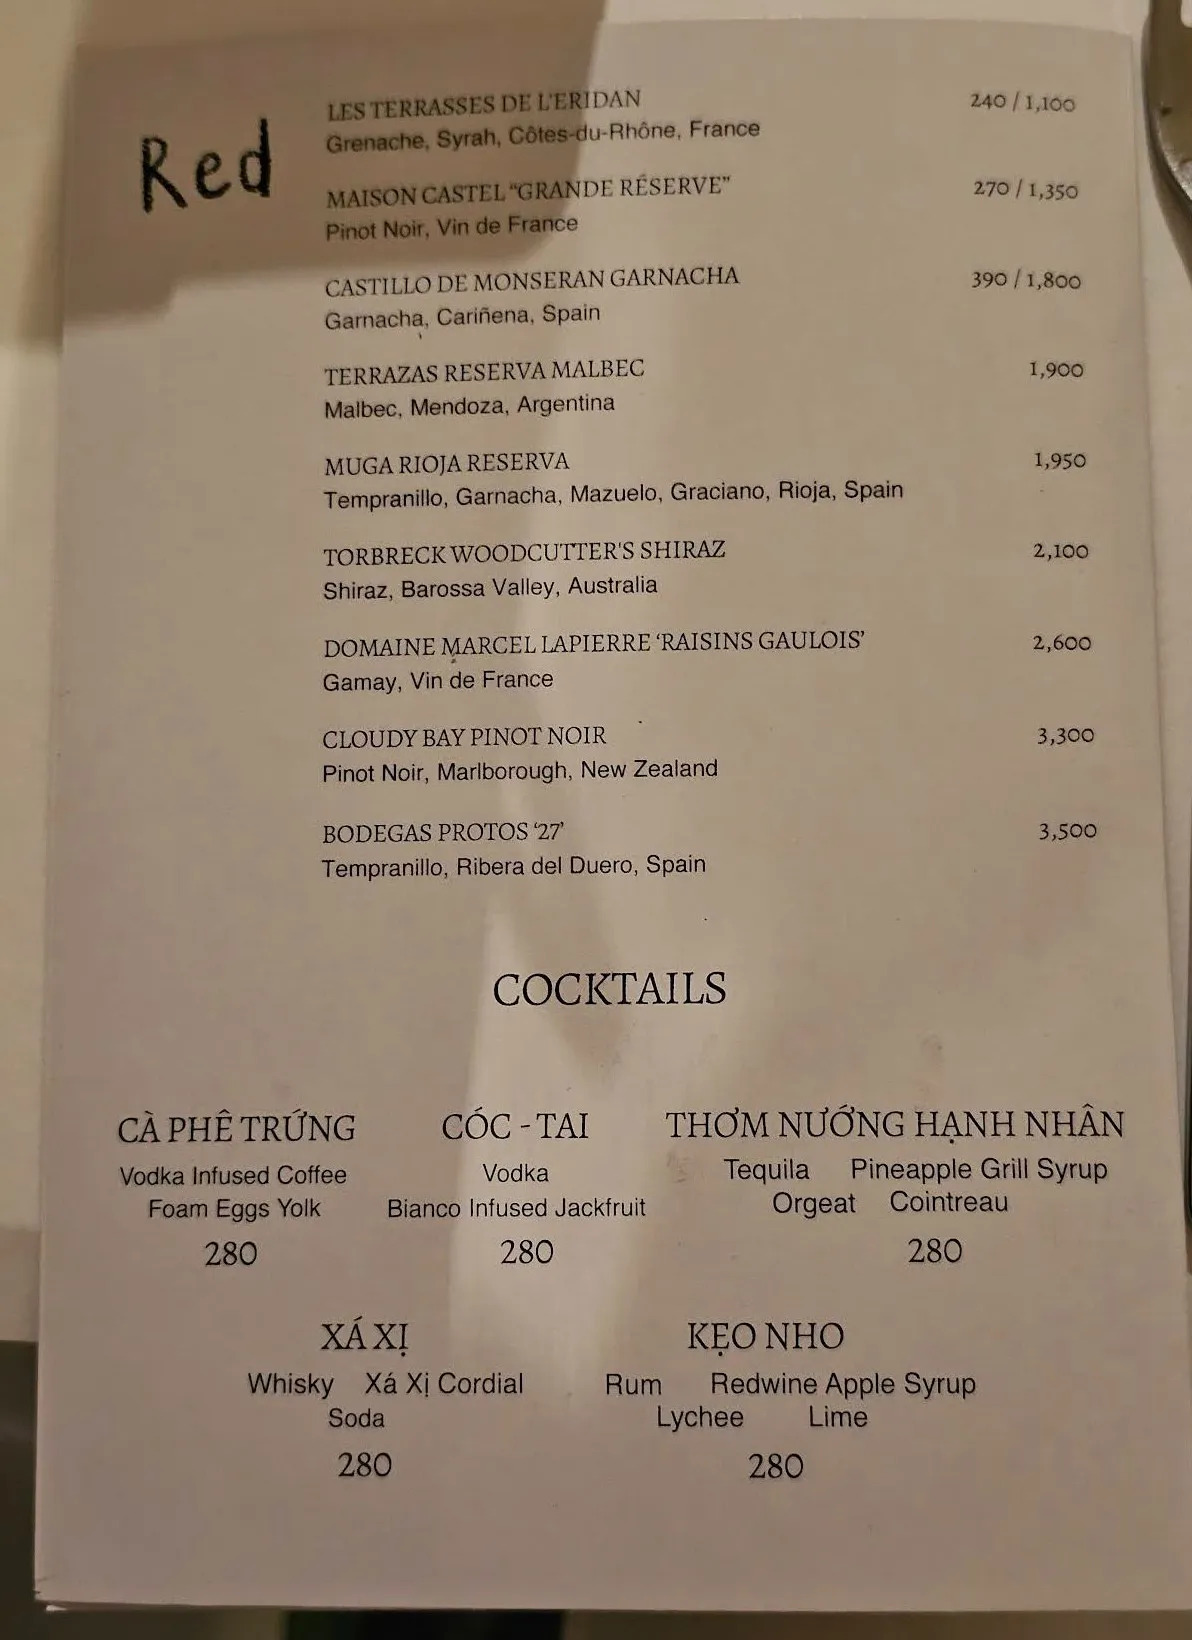 Red
LES TERRASSES DE L'ERIDAN 240 / 1,100
Grenache, Syrah, Côtes-du-Rhône, France
MAISON CASTEL "GRANDE RÉSERVE" 270 / 1,350
Pinot Noir, Vin de France
CASTILLO DE MONSERAN GARNACHA 390 / 1,800
Garnacha, Cariñena, Spain
TERRAZAS RESERVA MALBEC 1,900
Malbec, Mendoza, Argentina
MUGA RIOJA RESERVA 1,950
Tempranillo, Garnacha, Mazuelo, Graciano, Rioja, Spain
TORBRECK WOODCUTTER'S SHIRAZ 2,100
Shiraz, Barossa Valley, Australia
DOMAINE MARCEL LAPIERRE ‘RAISINS GAULOIS’ 2,600
Gamay, Vin de France
CLOUDY BAY PINOT NOIR 3,300
Pinot Noir, Marlborough, New Zealand
BODEGAS PROTOS ‘27’ 3,500
Tempranillo, Ribera del Duero, Spain
COCKTAILS
CÀ PHÊ TRỨNG CÓC - TAI THƠM NƯỚNG HẠNH NHÂN
Vodka Infused Coffee Vodka Tequila Pineapple Grill Syrup
Foam Eggs Yolk Bianco Infused Jackfruit Orgeat Cointreau
280 280 280
XÁ XỊ KẸO NHO
Whisky Xá Xị Cordial Rum Redwine Apple Syrup
Soda Lychee Lime
280 280